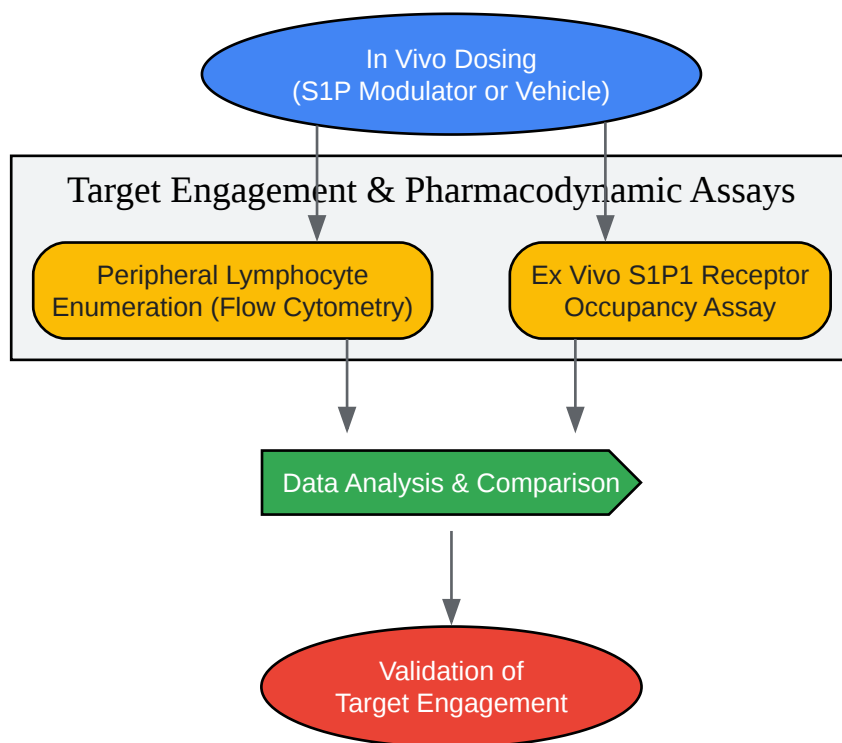 In Vivo Dosing
(S1P Modulator or Vehicle)
Target Engagement & Pharmacodynamic Assays
Peripheral Lymphocyte
Enumeration (Flow Cytometry)
Ex Vivo S1P1 Receptor
Occupancy Assay
Data Analysis & Comparison
Validation of
Target Engagement